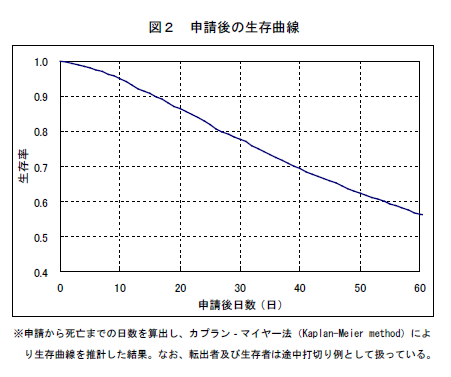 図２　申請後の生存曲線
1.0
0.9
0.8
0.7
0.6
0.5
0.4
生存率
0 10 20 30 40 50 60
申請後日数（日）
※申請から死亡までの日数を算出し、カプラン‐マイヤー法（Kaplan-Meier method）によ
り生存曲線を推計した結果。なお、転出者及び生存者は途中打切り例として扱っている。